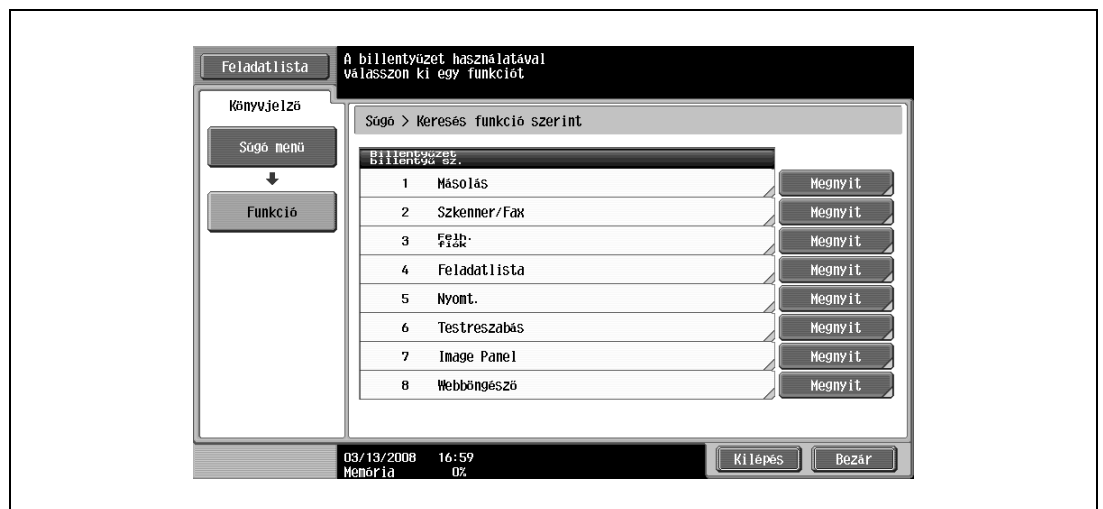 Feladatlista
A billentyűzet használatával
válasszon ki egy funkciót
Könyvjelző
Súgó menü
Funkció
Súgó > Keresés funkció szerint
Billentyűzet
billentyű sz.
1 Másolás Megnyit
2 Szkenner/Fax Megnyit
3 Felh. fiók Megnyit
4 Feladatlista Megnyit
5 Nyomt. Megnyit
6 Testreszabás Megnyit
7 Image Panel Megnyit
8 Webböngésző Megnyit
03/13/2008 16:59
Memória 0%
Kilépés Bezár